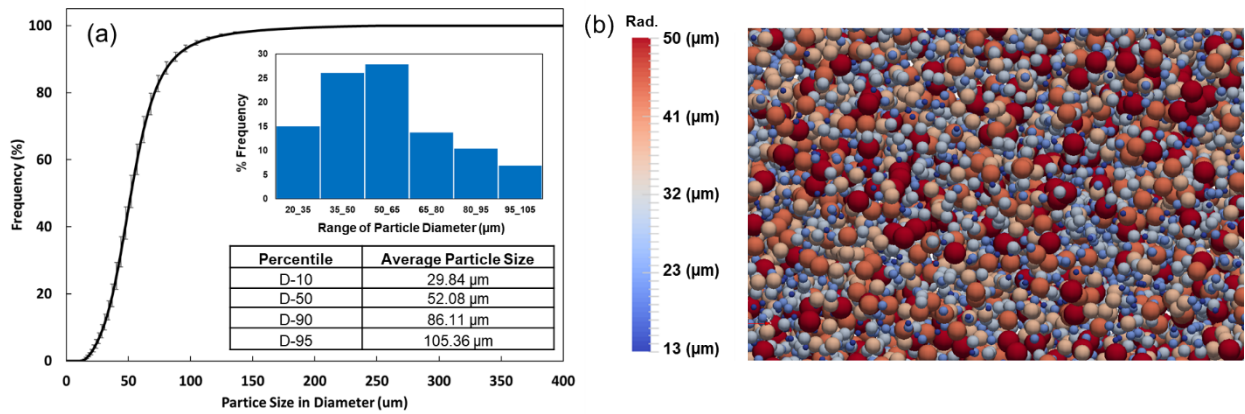 (a)
Frequency (%)
100
80
60
40
20
0
0 50 100 150 200 250 300 350 400
Partice Size in Diameter (um)
% Frequency
30
25
20
15
10
5
0
20_35 35_50 50_65 65_80 80_95 95_105
Range of Particle Diameter (μm)
Percentile Average Particle Size
D-10 29.84 μm
D-50 52.08 μm
D-90 86.11 μm
D-95 105.36 μm
(b)
Rad.
50 (μm)
41 (μm)
32 (μm)
23 (μm)
13 (μm)